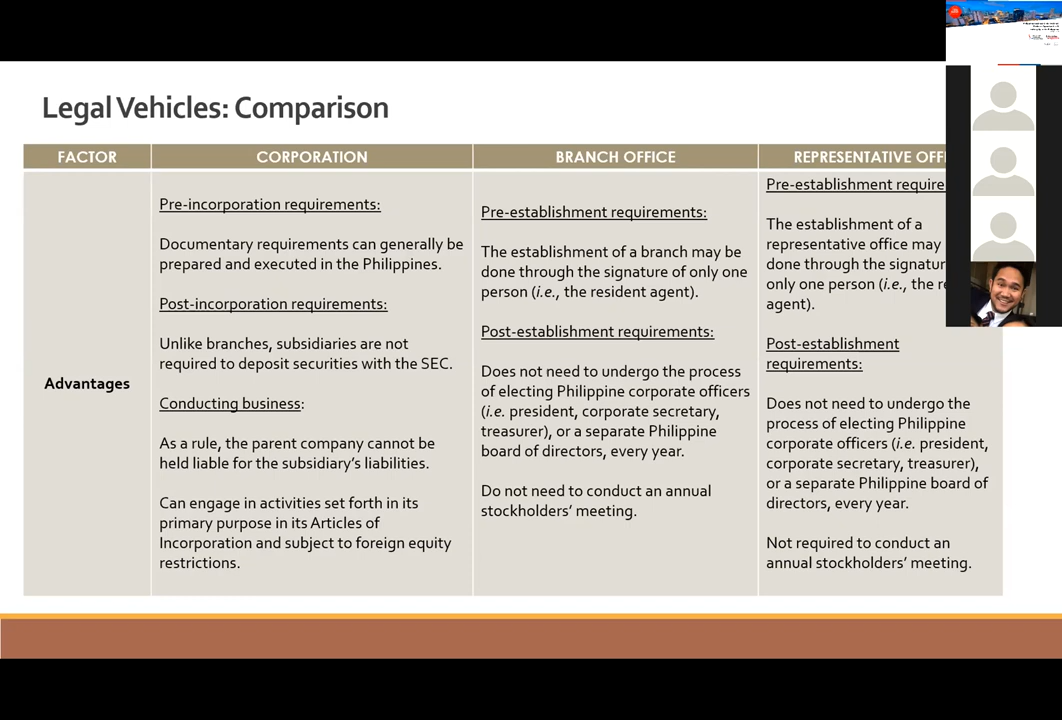 Legal Vehicles: Comparison
FACTOR
CORPORATION
BRANCH OFFICE
REPRESENTATIVE OFFI
Advantages
Pre-incorporation requirements:
Documentary requirements can generally be
prepared and executed in the Philippines.
Post-incorporation requirements:
Unlike branches, subsidiaries are not
required to deposit securities with the SEC.
Conducting business:
As a rule, the parent company cannot be
held liable for the subsidiary's liabilities.
Can engage in activities set forth in its
primary purpose in its Articles of
Incorporation and subject to foreign equity
restrictions.
Pre-establishment requirements:
The establishment of a branch may be
done through the signature of only one
person (i.e., the resident agent).
Post-establishment requirements:
Does not need to undergo the process
of electing Philippine corporate officers
(i.e. president, corporate secretary,
treasurer), or a separate Philippine
board of directors, every year.
Do not need to conduct an annual
stockholders' meeting.
Pre-establishment require
The establishment of a
representative office may
done through the signatur
only one person (i.e., the re
agent).
Post-establishment
requirements:
Does not need to undergo the
process of electing Philippine
corporate officers (i.e. president,
corporate secretary, treasurer),
or a separate Philippine board of
directors, every year.
Not required to conduct an
annual stockholders' meeting.